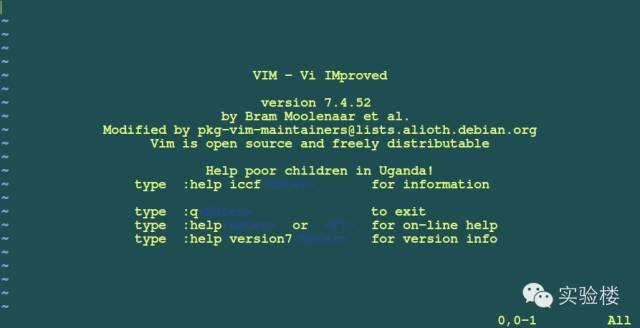 ~
~
~
~
VIM - Vi IMproved
~
~
version 7.4.52
~
by Bram Moolenaar et al.
~
Modified by pkg-vim-maintainers@lists.alioth.debian.org
~
Vim is open source and freely distributable
~
~
Help poor children in Uganda!
~
type :help iccf<Enter> for information
~
~
type :q<Enter> to exit
~
type :help<Enter> or <F1> for on-line help
~
type :help version7<Enter> for version info
~
~
~
~
~
实验楼
0,0-1 All